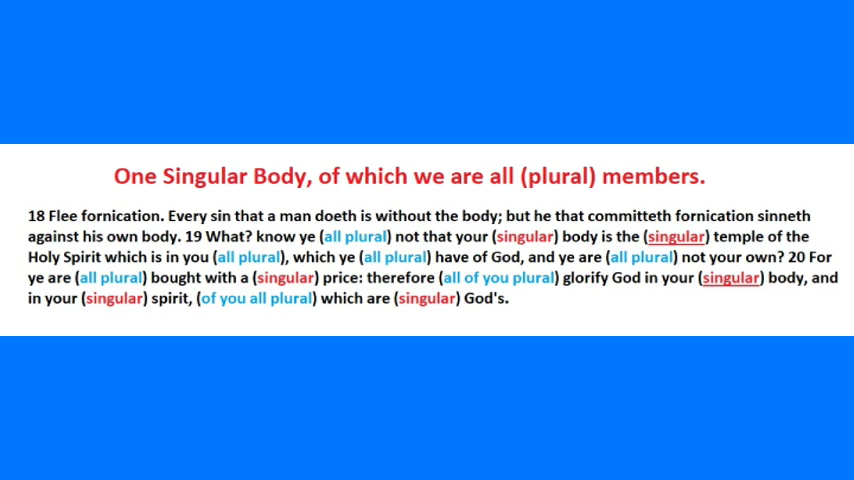 One Singular Body, of which we are all (plural) members.
18 Flee fornication. Every sin that a man doeth is without the body; but he that committeth fornication sinneth
against his own body. 19 What? know ye (all plural) not that your (singular) body is the (singular) temple of the
Holy Spirit which is in you (all plural), which ye (all plural) have of God, and ye are (all plural) not your own? 20 For
ye are (all plural) bought with a (singular) price: therefore (all of you plural) glorify God in your (singular) body, and
in your (singular) spirit, (of you all plural) which are (singular) God's.